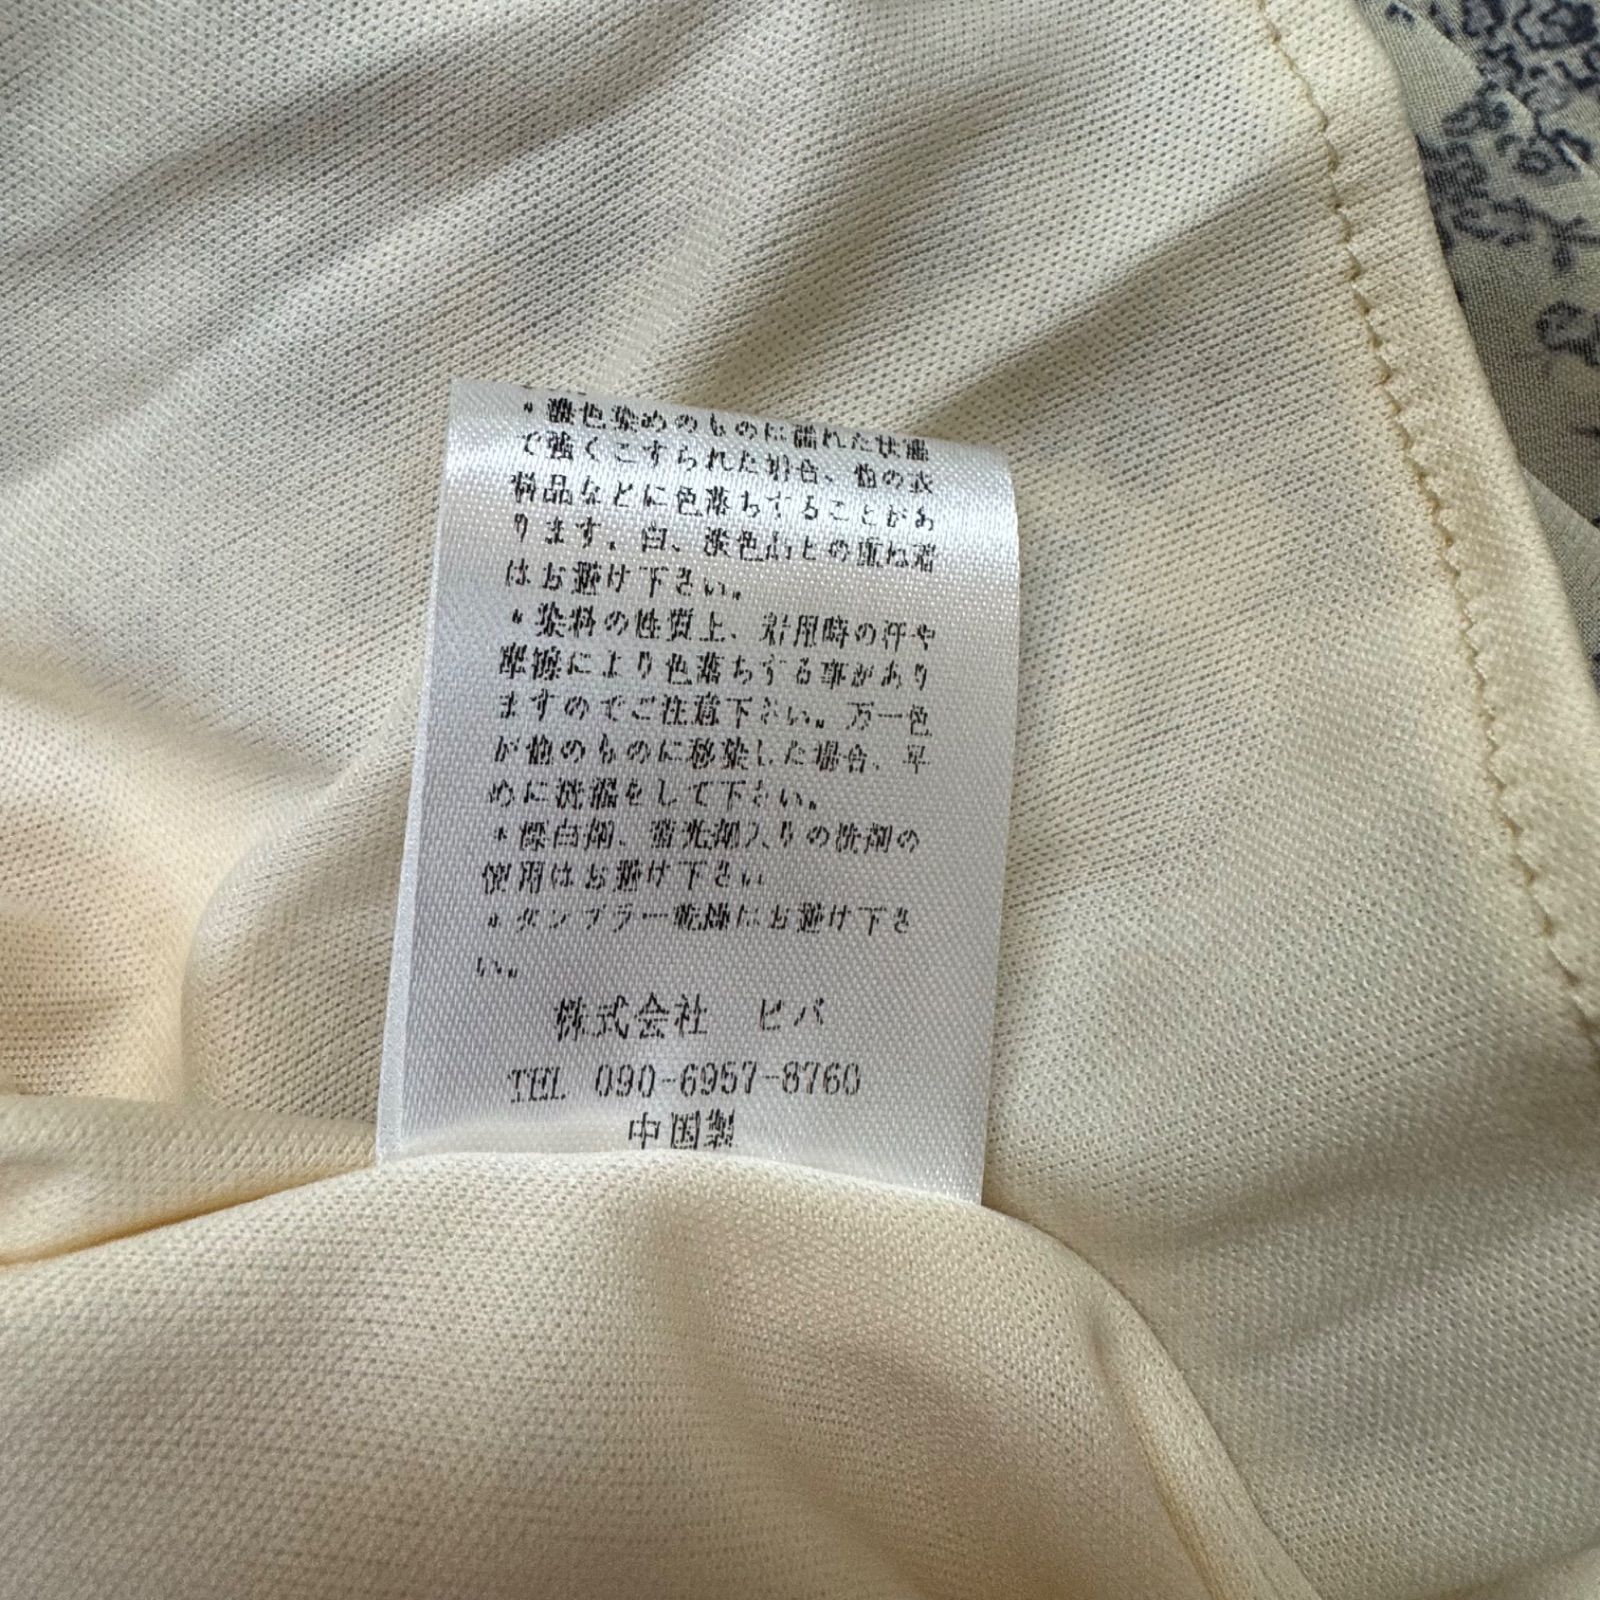 *濃色染めのものに濡れた状態
で強くこすられた場合、他の衣
料品などに色落ちすることがあ
ります。白、淡色品との重ね着
はお避け下さい。
*染料の性質上、着用時の汗や
摩擦により色落ちする事があり
ますのでご注意下さい。万一色
が他のものに移染した場合、早
めに洗濯をして下さい。
*漂白剤、蛍光剤入りの洗剤の
使用はお避け下さい
*タンブラー乾燥はお避け下さ
い。
株式会社 ビバ
TEL 090-6957-8760
中国製